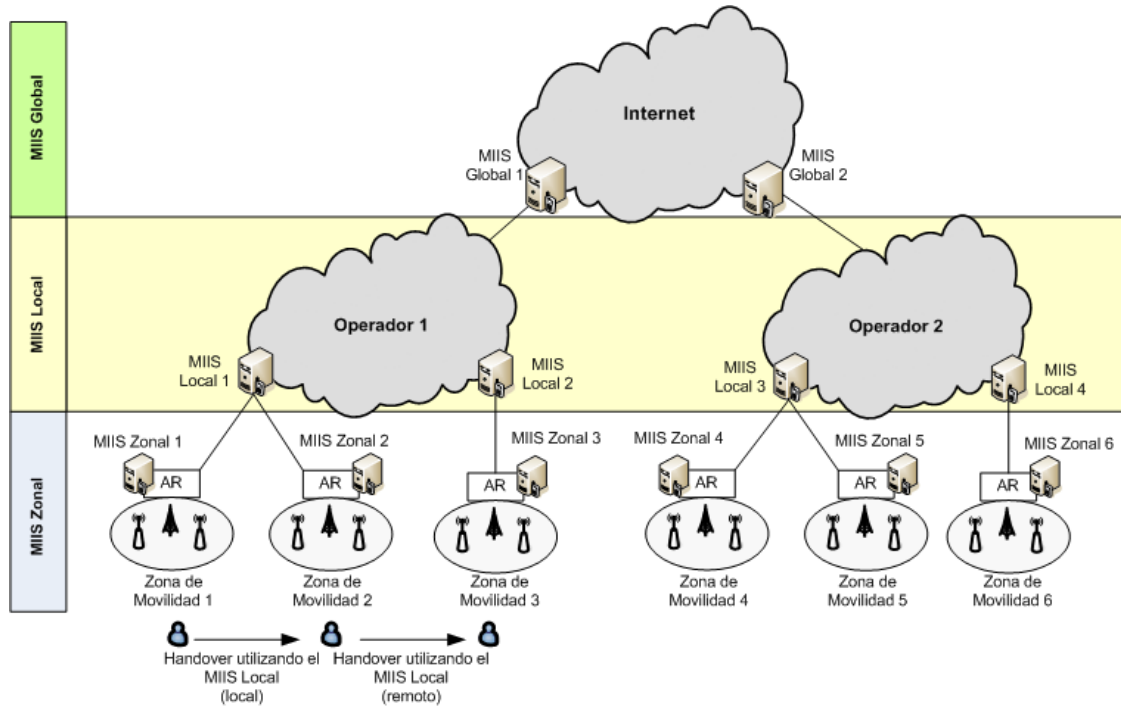 MIIS Global
Internet
MIIS
Global 1
MIIS
Global 2
MIIS Local
Operador 1
Operador 2
MIIS
Local 1
MIIS
Local 2
MIIS
Local 3
MIIS
Local 4
MIIS Zonal
MIIS Zonal 1
MIIS Zonal 2
MIIS Zonal 3
MIIS Zonal 4
MIIS Zonal 5
MIIS Zonal 6
AR
AR
AR
AR
AR
AR
Zona de
Movilidad 1
Zona de
Movilidad 2
Zona de
Movilidad 3
Zona de
Movilidad 4
Zona de
Movilidad 5
Zona de
Movilidad 6
Handover utilizando el
MIIS Local
(local)
Handover utilizando el
MIIS Local
(remoto)